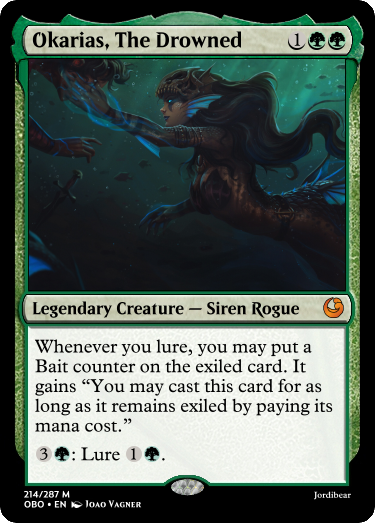 Okarias, The Drowned 1
Legendary Creature — Siren Rogue
Whenever you lure, you may put a
Bait counter on the exiled card. It
gains “You may cast this card for as
long as it remains exiled by paying its
mana cost.”
3 : Lure 1 .
214/287 M
Jordibear
OBO • EN Joao Vagner